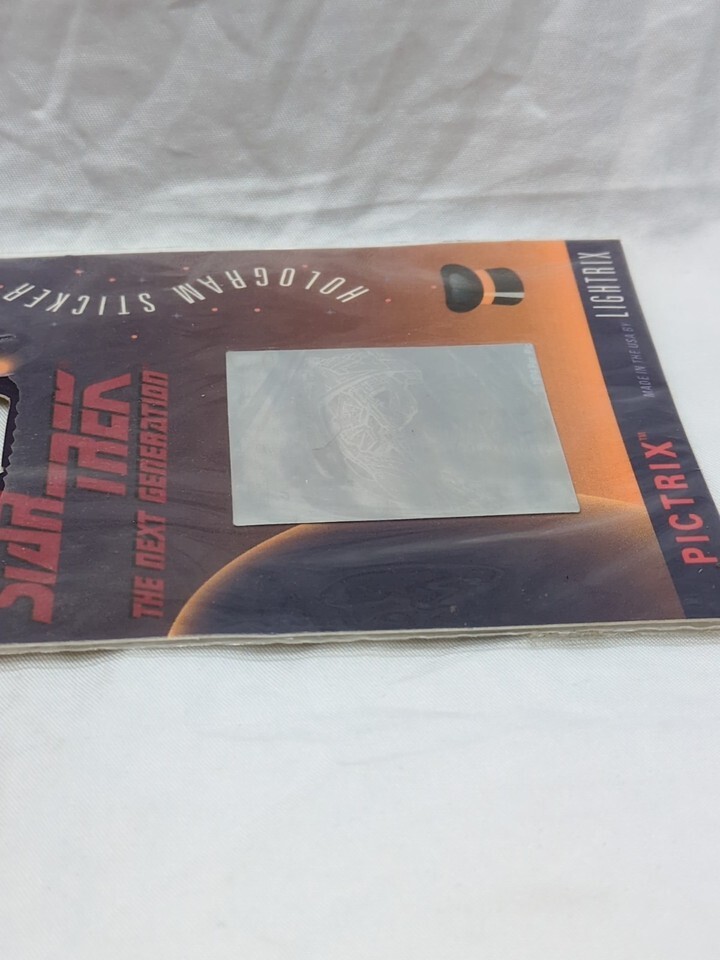 HOLOGRAM STICKER
STAR TREK
THE NEXT GENERATION
PICTRIX™
MADE IN THE USA BY LIGHTRIX